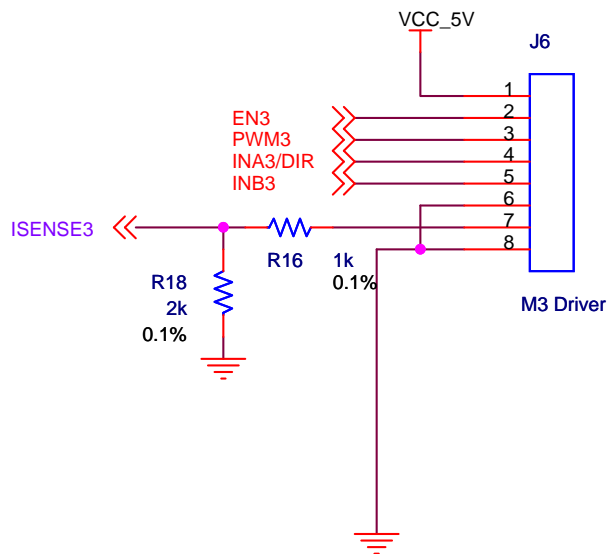 VCC_5V
J6
1
EN3
2
PWM3
3
INA3/DIR
4
INB3
5
6
ISENSE3
7
R16
1k
8
0.1%
R18
2k
0.1%
M3 Driver